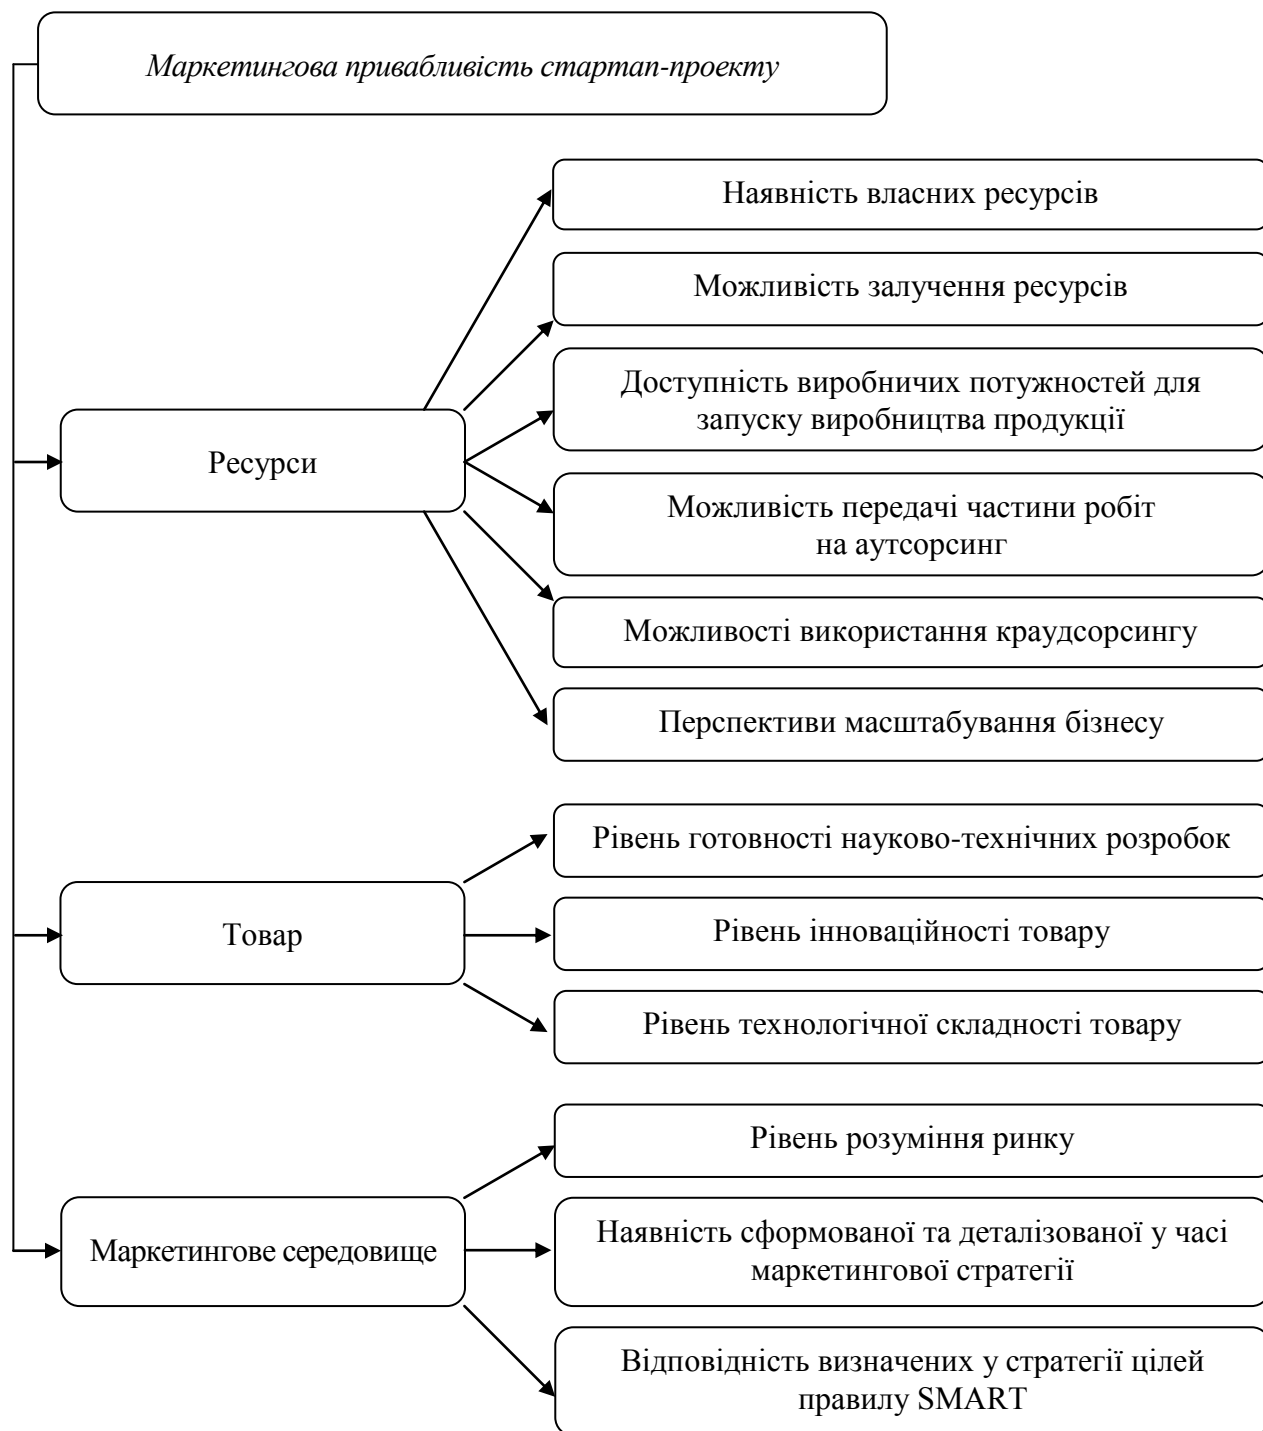 Маркетингова привабливість стартап-проекту
Наявність власних ресурсів
Можливість залучення ресурсів
Доступність виробничих потужностей для
запуску виробництва продукції
Ресурси
Можливість передачі частини робіт
на аутсорсинг
Можливості використання краудсорсингу
Перспективи масштабування бізнесу
Рівень готовності науково-технічних розробок
Товар
Рівень інноваційності товару
Рівень технологічної складності товару
Рівень розуміння ринку
Маркетингове середовище
Наявність сформованої та деталізованої у часі
маркетингової стратегії
Відповідність визначених у стратегії цілей
правилу SMART